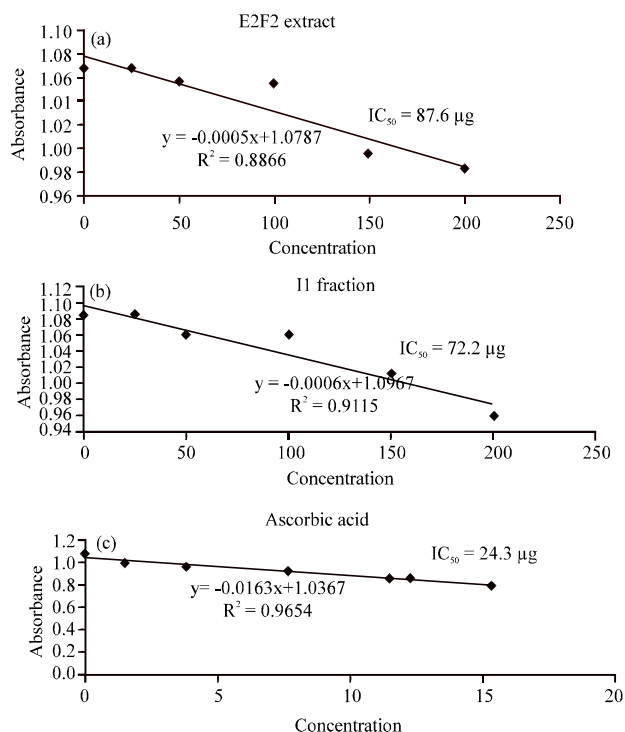 E2F2 extract
(a)
1.10
1.08
1.06
1.01
1.02
1.00
0.98
0.96
Absorbance
IC50 = 87.6 µg
y = -0.0005x+1.0787
R² = 0.8866
0 50 100 150 200 250
Concentration
I1 fraction
(b)
1.12
1.10
1.08
1.06
1.04
1.02
1.00
0.98
0.96
0.94
Absorbance
IC50 = 72.2 µg
y = -0.0006x+1.0967
R² = 0.9115
0 50 100 150 200 250
Concentration
Ascorbic acid
(c)
1.2
1.0
0.8
0.6
0.4
0.2
0.0
Absorbance
IC50 = 24.3 µg
y= -0.0163x+1.0367
R² = 0.9654
0 5 10 15 20
Concentration